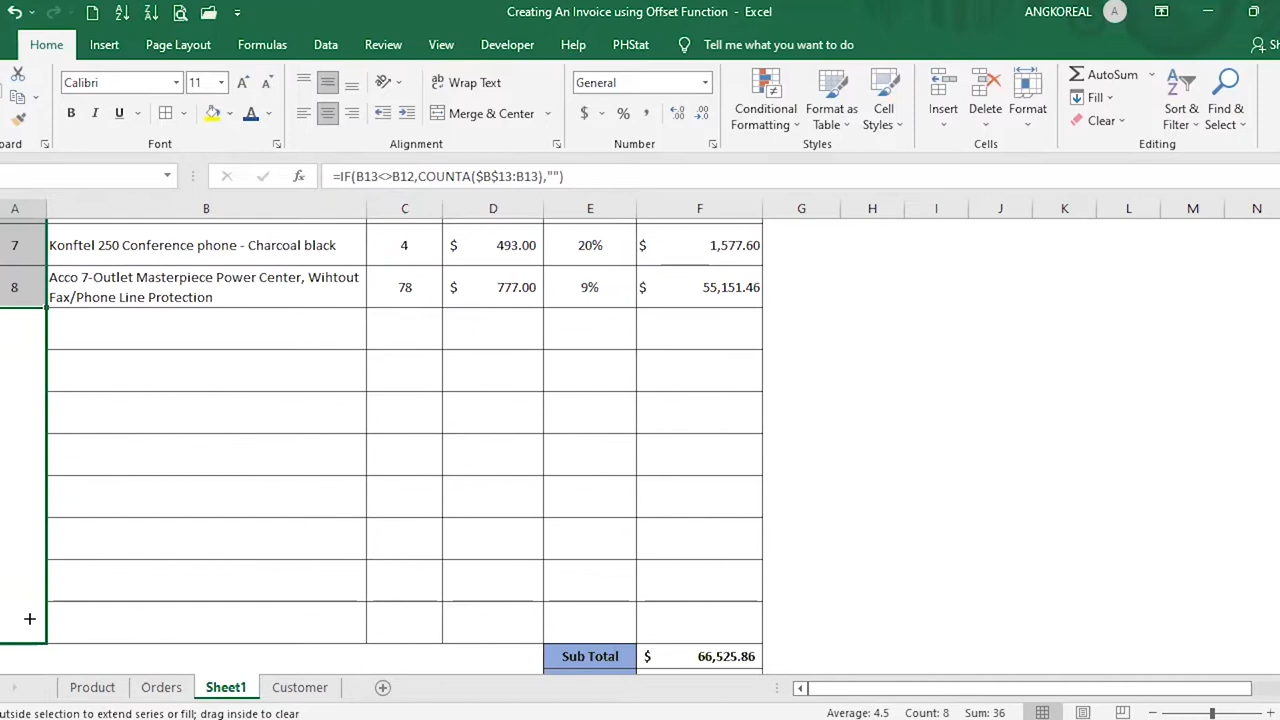 Creating An Invoice using Offset Function - Excel
ANGKOREAL A
Home Insert Page Layout Formulas Data Review View Developer Help PHStat Tell me what you want to do
Calibri 11 Wrap Text General Conditional Formatting Format as Table Cell Styles Insert Delete Format AutoSum Sort & Filter Find & Select
B I U Merge & Center $ % , Fill
Clear
Font Alignment Number Styles Cells Editing
fx =IF(B13<>B12,COUNTA($B$13:B13),"")
A B C D E F G H I J K L M N
7 Konftel 250 Conference phone - Charcoal black 4 $ 493.00 20% $ 1,577.60
8 Acco 7-Outlet Masterpiece Power Center, Wihtout Fax/Phone Line Protection 78 $ 777.00 9% $ 55,151.46
Sub Total $ 66,525.86
Product Orders Sheet1 Customer
utside selection to extend series or fill; drag inside to clear
Average: 4.5 Count: 8 Sum: 36